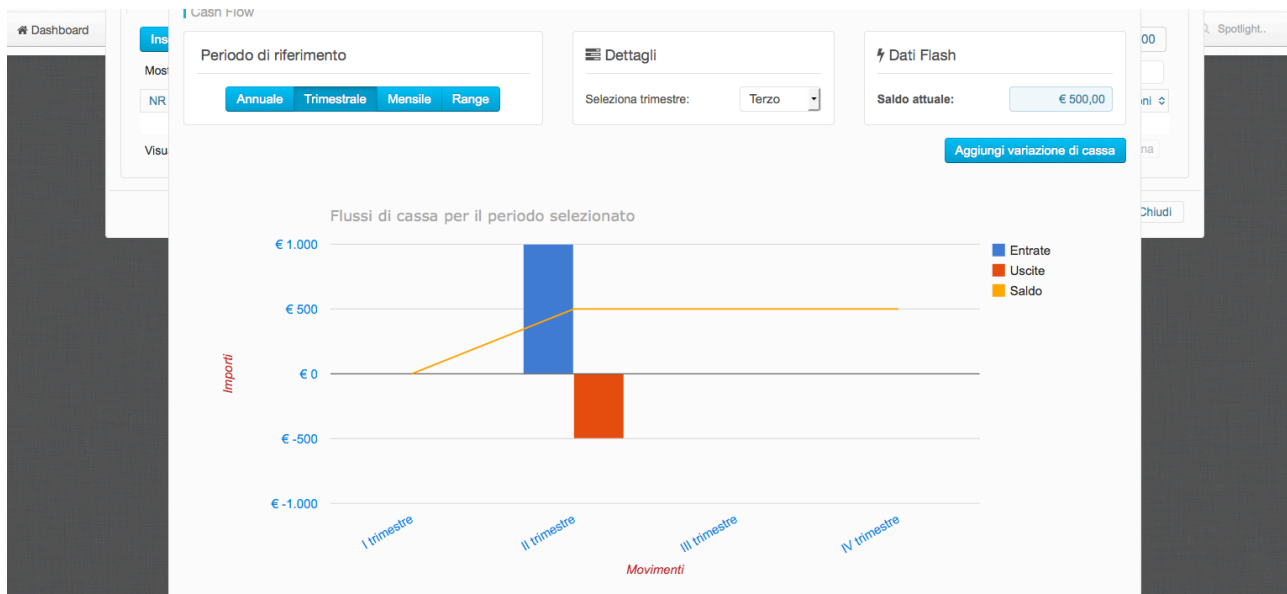 Cash Flow
Dashboard
Spotlight..
Periodo di riferimento
Dettagli
Dati Flash
00
Annuale Trimestrale Mensile Range
Seleziona trimestre: Terzo
Saldo attuale: € 500,00
NR
Aggiungi variazione di cassa
Chiudi
Flussi di cassa per il periodo selezionato
€ 1.000
€ 500
€ 0
€ -500
€ -1.000
Importi
Entrate
Uscite
Saldo
I trimestre
II trimestre
III trimestre
IV trimestre
Movimenti